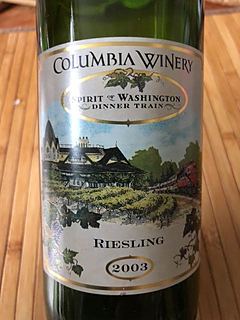 COLUMBIA WINERY
SPIRIT OF WASHINGTON
DINNER TRAIN
RIESLING
2003